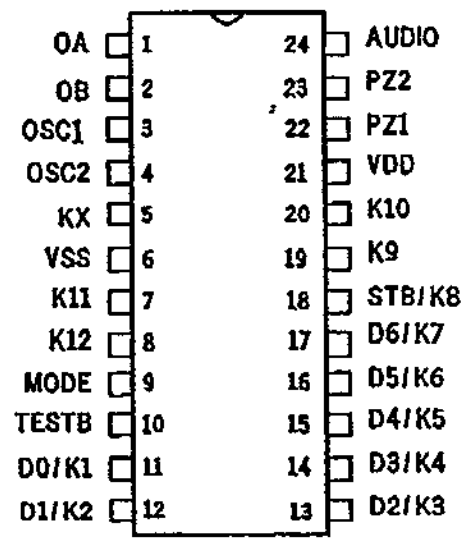 OA 1 24 AUDIO
OB 2 23 PZ2
OSC1 3 22 PZ1
OSC2 4 21 VDD
KX 5 20 K10
VSS 6 19 K9
K11 7 18 STB/K8
K12 8 17 D6/K7
MODE 9 16 D5/K6
TESTB 10 15 D4/K5
D0/K1 11 14 D3/K4
D1/K2 12 13 D2/K3